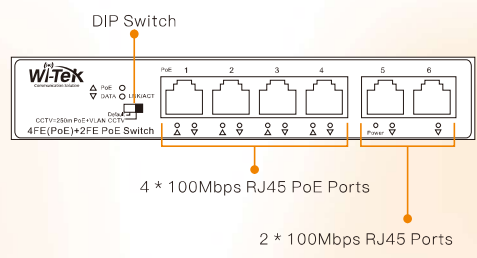 DIP Switch
Wi-Tek
Communication Solution
PoE
DATA LINK/ACT
Default
CCTV=250m PoE+VLAN CCTV
4FE(PoE)+2FE PoE Switch
PoE 1 2 3 4 5 6
Power
4 * 100Mbps RJ45 PoE Ports
2 * 100Mbps RJ45 Ports